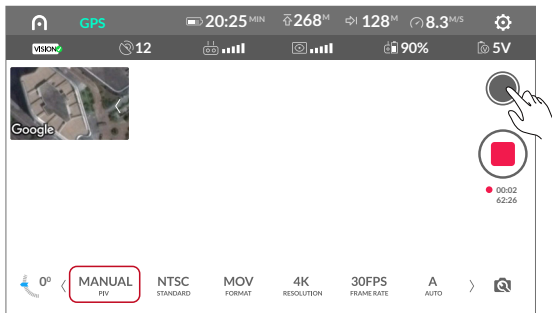 GPS 20:25 MIN 268 M 128 M 8.3 M/S
VISION 12 90% 5V
Google
00:02
62:26
0° MANUAL NTSC MOV 4K 30FPS A
PIV STANDARD FORMAT RESOLUTION FRAME RATE AUTO